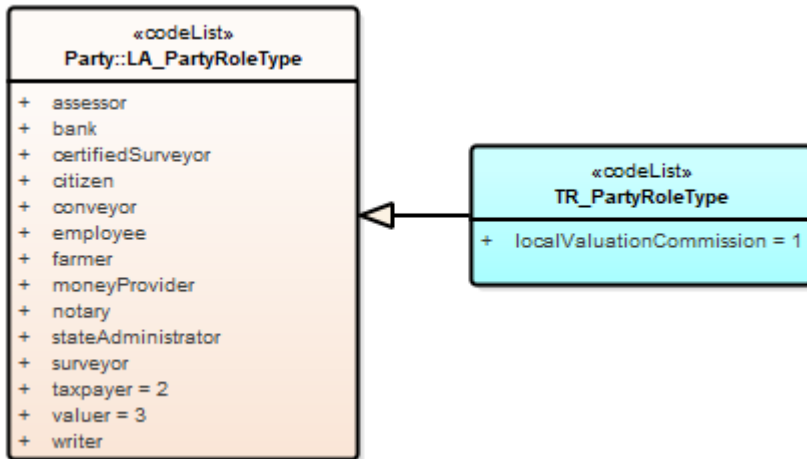 «codeList»
Party::LA_PartyRoleType
+ assessor
+ bank
+ certifiedSurveyor
+ citizen
+ conveyor
+ employee
+ farmer
+ moneyProvider
+ notary
+ stateAdministrator
+ surveyor
+ taxpayer = 2
+ valuer = 3
+ writer
«codeList»
TR_PartyRoleType
+ localValuationCommission = 1